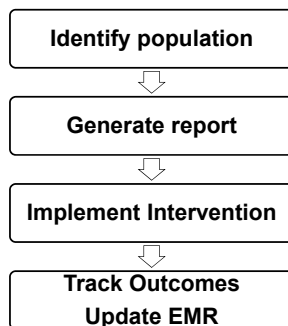 Identify population
Generate report
Implement Intervention
Track Outcomes
Update EMR